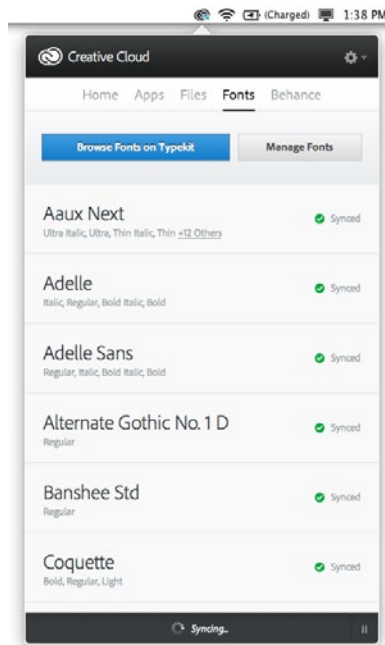 (Charged) 1:38 PM
Creative Cloud
Home Apps Files Fonts Behance
Browse Fonts on Typekit Manage Fonts
Aaux Next Synced
Ultra Italic, Ultra, Thin Italic, Thin +12 Others
Adelle Synced
Italic, Regular, Bold Italic, Bold
Adelle Sans Synced
Regular, Italic, Bold Italic, Bold
Alternate Gothic No. 1 D Synced
Regular
Banshee Std Synced
Regular
Coquette Synced
Bold, Regular, Light
Syncing...